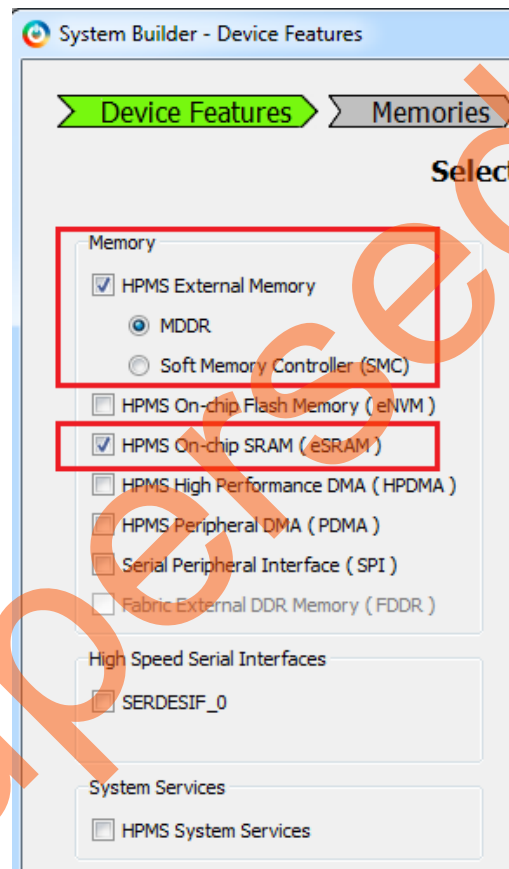 System Builder - Device Features
Device Features
Memories
Selec
Memory
HPMS External Memory
MDDR
Soft Memory Controller (SMC)
HPMS On-chip Flash Memory ( eNVM )
HPMS On-chip SRAM ( eSRAM )
HPMS High Performance DMA ( HPDMA )
HPMS Peripheral DMA ( PDMA )
Serial Peripheral Interface ( SPI )
Fabric External DDR Memory ( FDDR )
High Speed Serial Interfaces
SERDESIF_0
System Services
HPMS System Services
persed